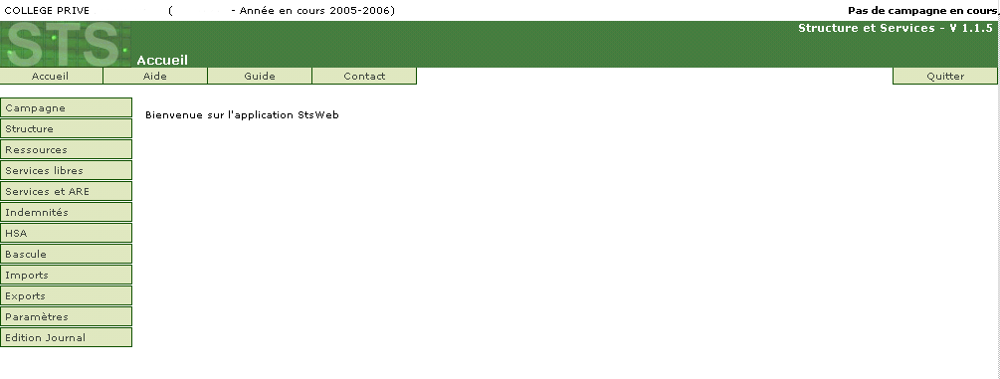 COLLEGE PRIVE ( - Année en cours 2005-2006) Pas de campagne en cours,
Structure et Services - V 1.1.5
STS
Accueil
Accueil Aide Guide Contact Quitter
Campagne
Bienvenue sur l'application StsWeb
Structure
Ressources
Services libres
Services et ARE
Indemnités
HSA
Bascule
Imports
Exports
Paramètres
Edition Journal